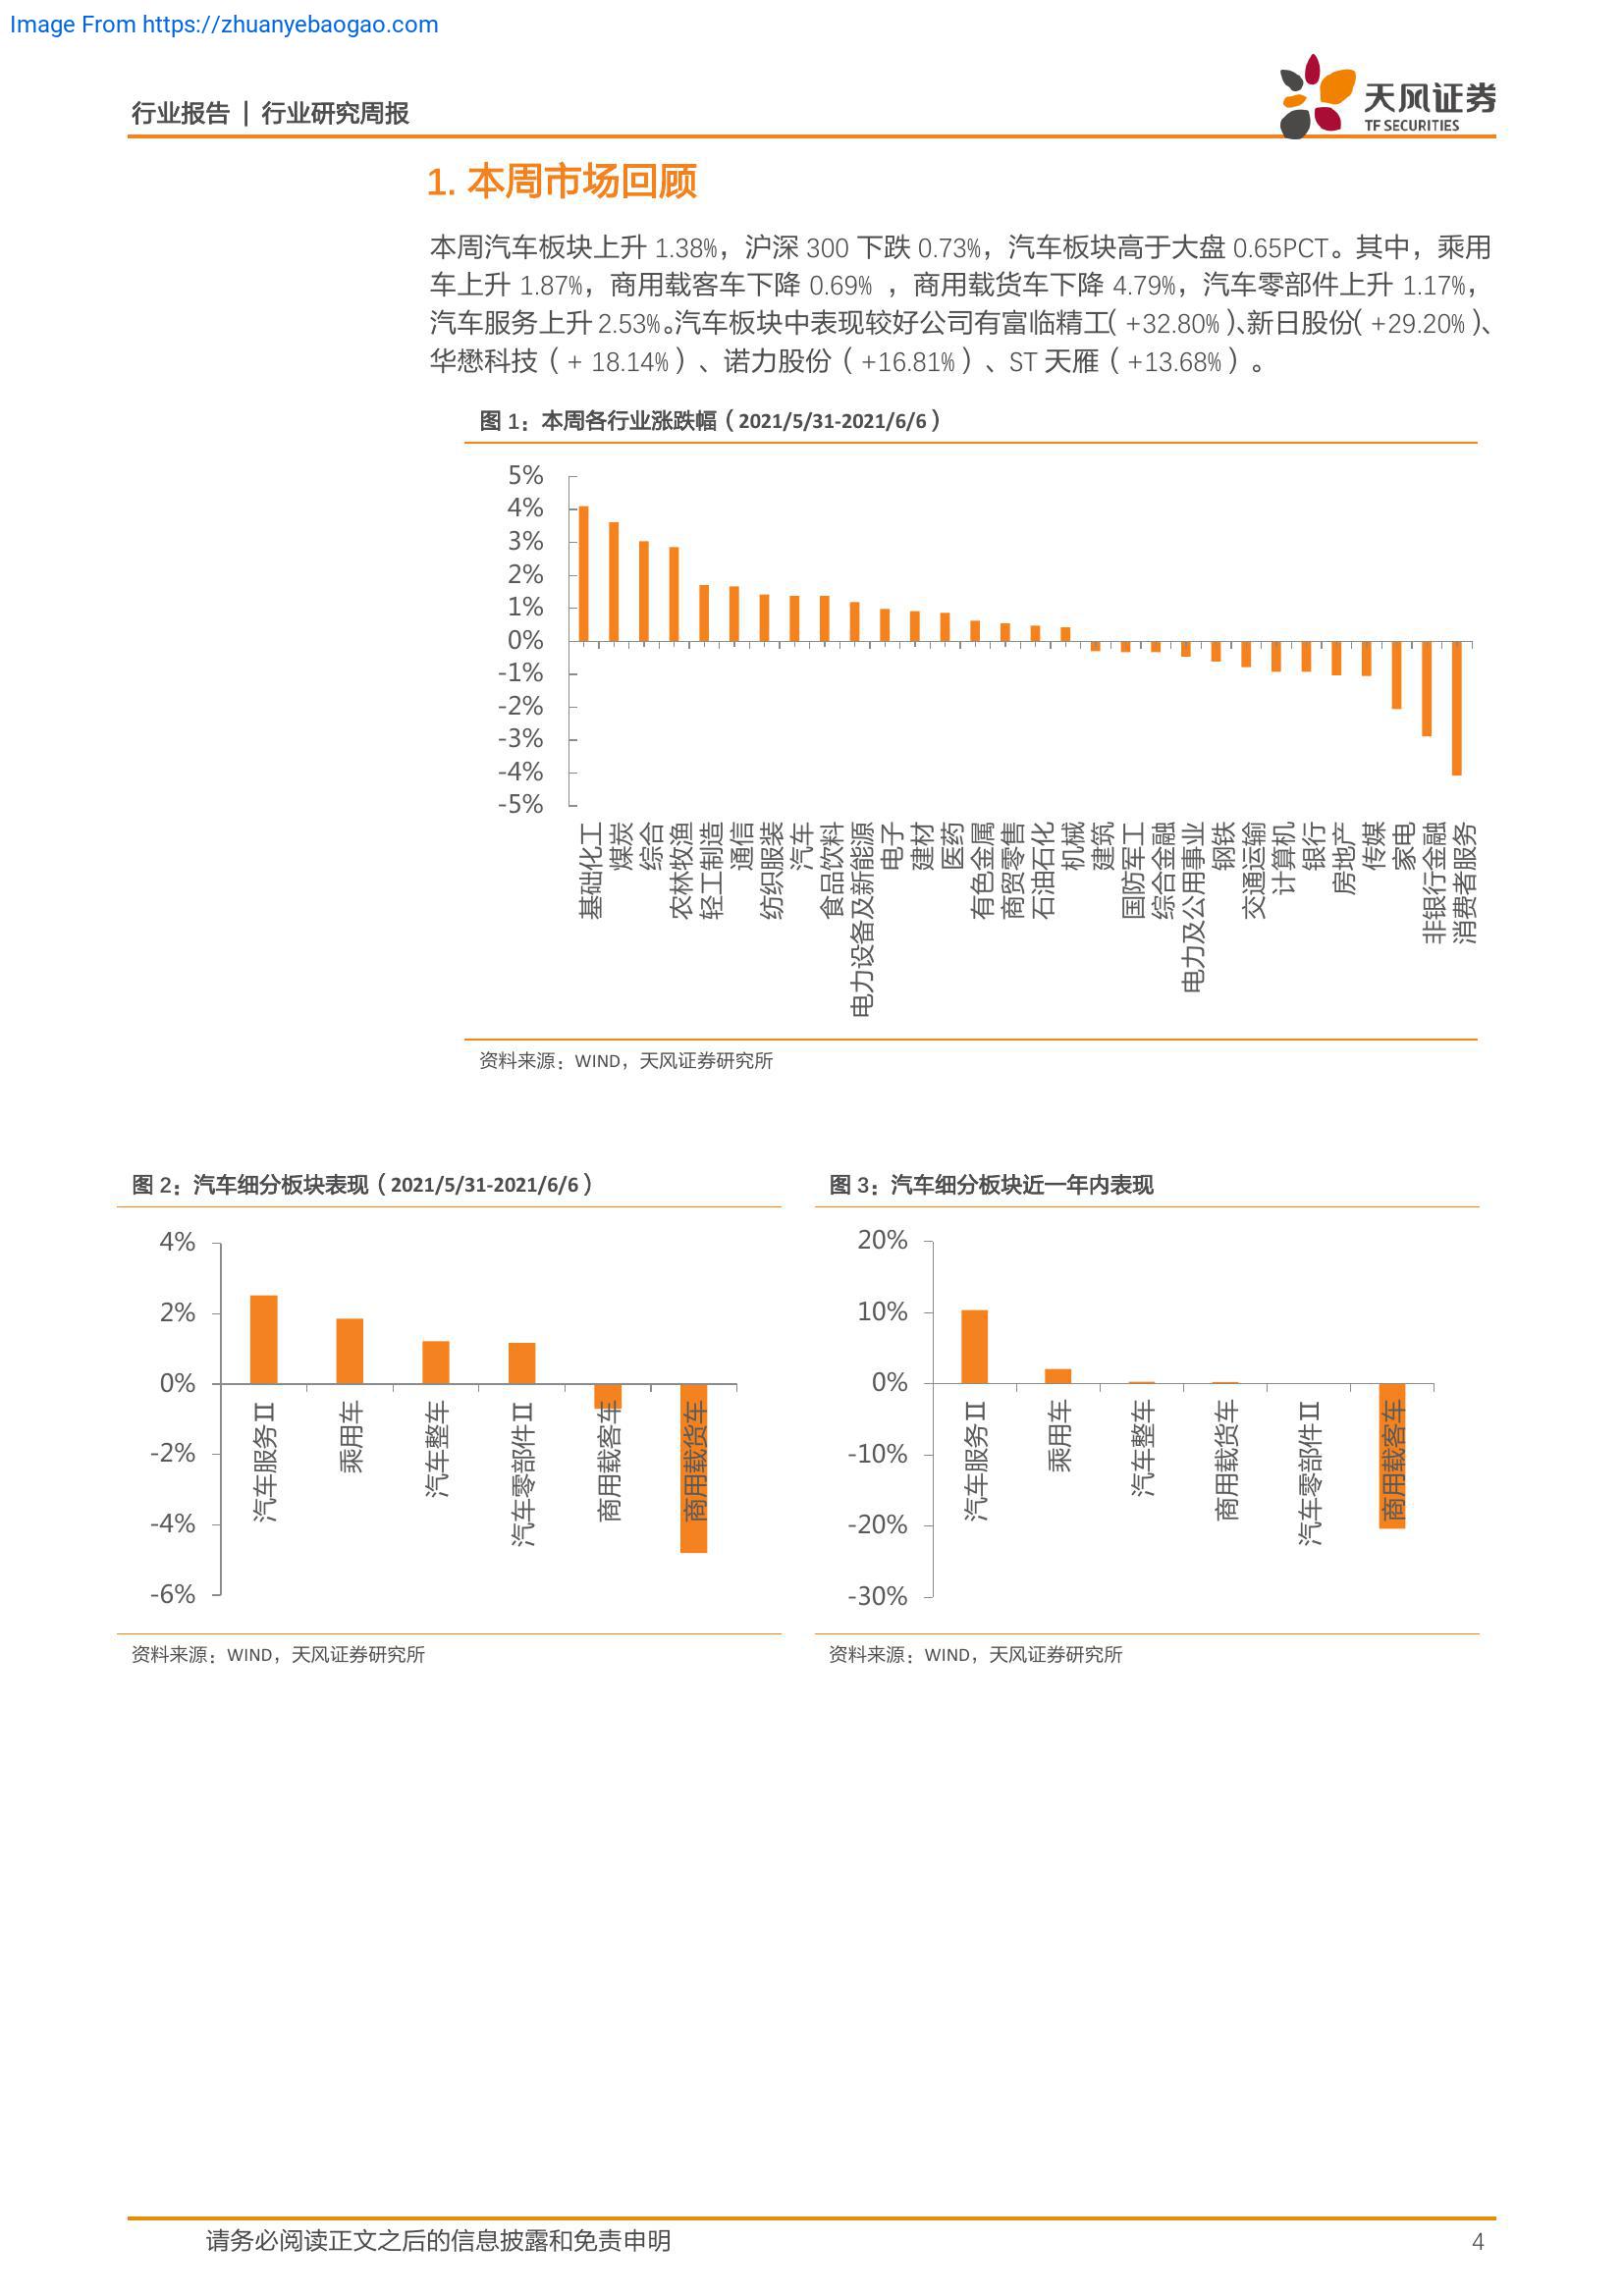 Image From https://zhuanyebaogao.com
行业报告 | 行业研究周报
天风证券
TF SECURITIES
1. 本周市场回顾
本周汽车板块上升 1.38%，沪深 300 下跌 0.73%，汽车板块高于大盘 0.65PCT。其中，乘用
车上升 1.87%，商用载客车下降 0.69% ，商用载货车下降 4.79%，汽车零部件上升 1.17%，
汽车服务上升 2.53%。汽车板块中表现较好公司有富临精工（+32.80%）、新日股份（+29.20%）、
华懋科技（+ 18.14%）、诺力股份（+16.81%）、ST 天雁（+13.68%）。
图 1：本周各行业涨跌幅（2021/5/31-2021/6/6）
5%
4%
3%
2%
1%
0%
-1%
-2%
-3%
-4%
-5%
基础化工
煤炭
综合
农林牧渔
轻工制造
通信
纺织服装
汽车
食品饮料
电力设备及新能源
电子
建材
医药
有色金属
商贸零售
石油石化
机械
建筑
国防军工
综合金融
电力及公用事业
钢铁
交通运输
计算机
银行
房地产
传媒
家电
非银行金融
消费者服务
资料来源：WIND，天风证券研究所
图 2：汽车细分板块表现（2021/5/31-2021/6/6）
4%
2%
0%
-2%
-4%
-6%
汽车服务Ⅱ
乘用车
汽车整车
汽车零部件Ⅱ
商用载客车
商用载货车
资料来源：WIND，天风证券研究所
图 3：汽车细分板块近一年内表现
20%
10%
0%
-10%
-20%
-30%
汽车服务Ⅱ
乘用车
汽车整车
商用载货车
汽车零部件Ⅱ
商用载客车
资料来源：WIND，天风证券研究所
请务必阅读正文之后的信息披露和免责申明
4